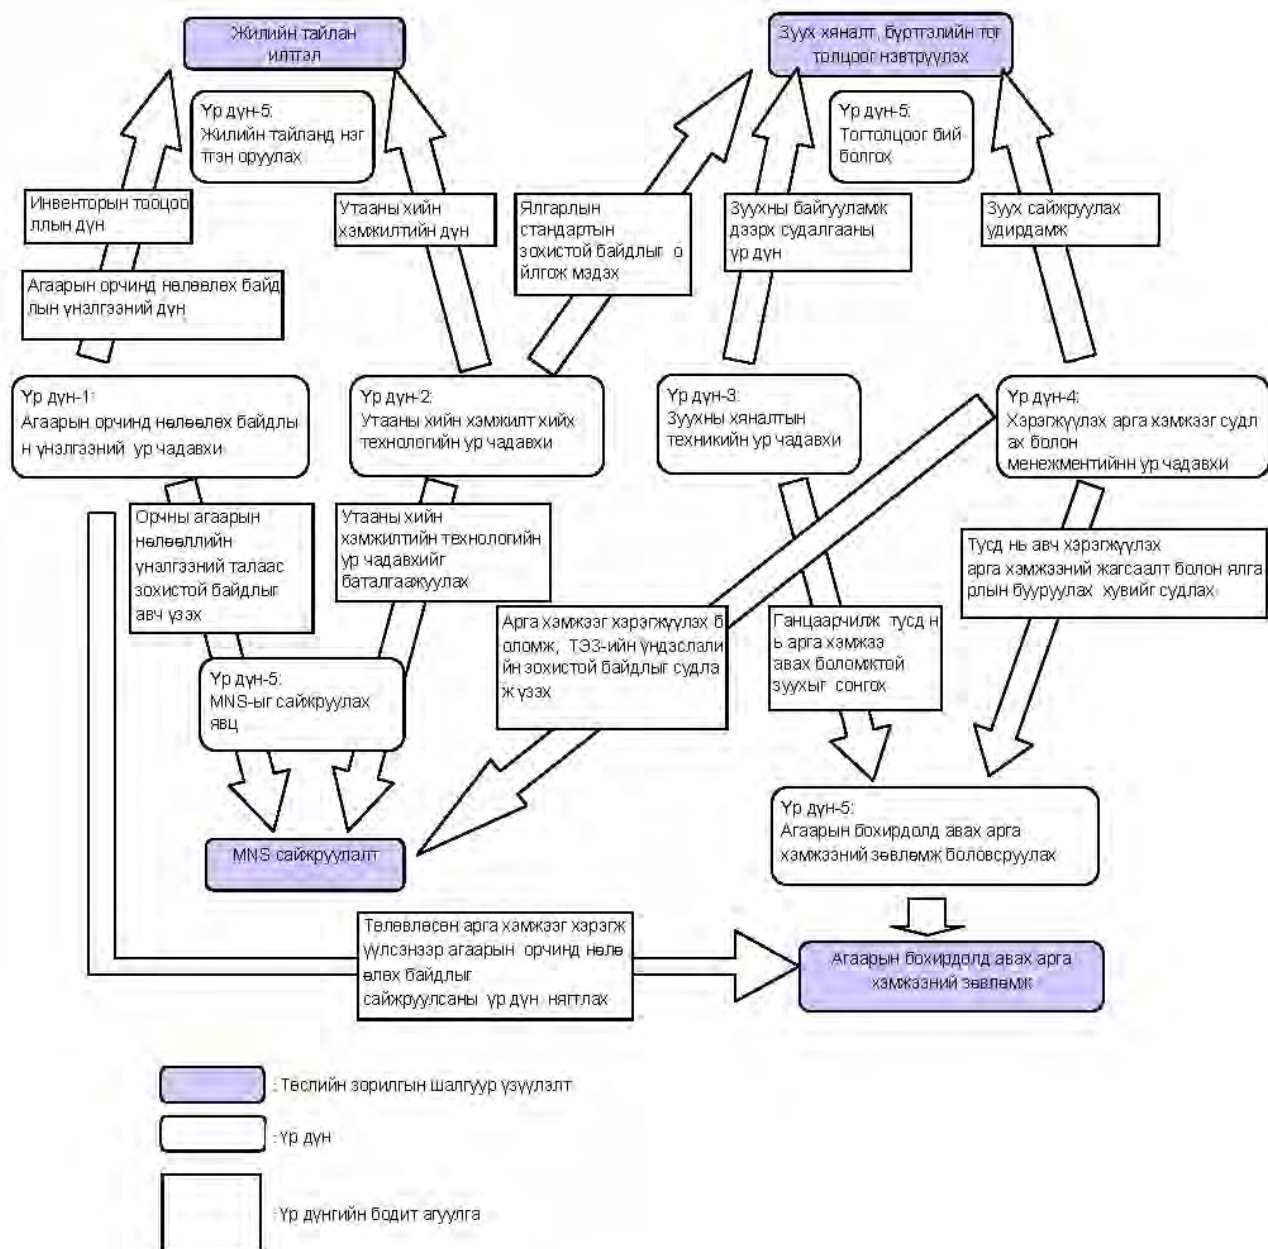 Жилийн тайлан
илтгэл
Зуух хяналт, бүртгэлийн тог
толцоог нэвтрүүлэх
Үр дүн-5:
Жилийн тайланд нэг
тгэн оруулах
Үр дүн-5:
Тогтолцоог бий
болгох
Инвенторын тооцоо
ллын дүн
Утааны хийн
хэмжилтийн дүн
Ялгарлын
стандартын
зохистой байдлыг о
йлгож мэдэх
Зуухны байгууламж
дээрх судалгааны
үр дүн
Зуух сайжруулах
удирдамж
Агаарын орчинд нөлөөлөх байд
лын үнэлгээний дүн
Үр дүн-1:
Агаарын орчинд нөлөөлөх байдлы
н үнэлгээний ур чадавхи
Үр дүн-2:
Утааны хийн хэмжилт хийх
технологийн ур чадавхи
Үр дүн-3:
Зуухны хяналтын
техникийн ур чадавхи
Үр дүн-4:
Хэрэгжүүлэх арга хэмжээг судл
ах болон
менежментийнн ур чадавхи
Орчны агаарын
нөлөөллийн
үнэлгээний талаас
зохистой байдлыг
авч үзэх
Утааны хийн
хэмжилтийн технологийн
ур чадавхийг
баталгаажуулах
Тусд нь авч хэрэгжүүлэх
арга хэмжээний жагсаалт болон ялга
рлын бууруулах хувийг судлах
Арга хэмжээг хэрэгжүүлэх б
оломж, ТЭЗ-ийн үндэслэли
йн зохистой байдлыг судла
ж үзэх
Ганцаарчилж тусд н
ь арга хэмжээ
авах боломжтой
зуухыг сонгох
Үр дүн-5:
MNS-ыг сайжруулах
явц
Үр дүн-5:
Агаарын бохирдолд авах арга
хэмжээний зөвлөмж боловсруулах
MNS сайжруулалт
Төлөвлөсөн арга хэмжээг хэрэгж
үүлсэнээр агаарын орчинд нөлө
өлөх байдлыг
сайжруулсаны үр дүн нягтлах
Агаарын бохирдолд авах арга
хэмжээний зөвлөмж
: Төслийн зорилгын шалгуур үзүүлэлт
: Үр дүн
: Үр дүнгийн бодит агуулга